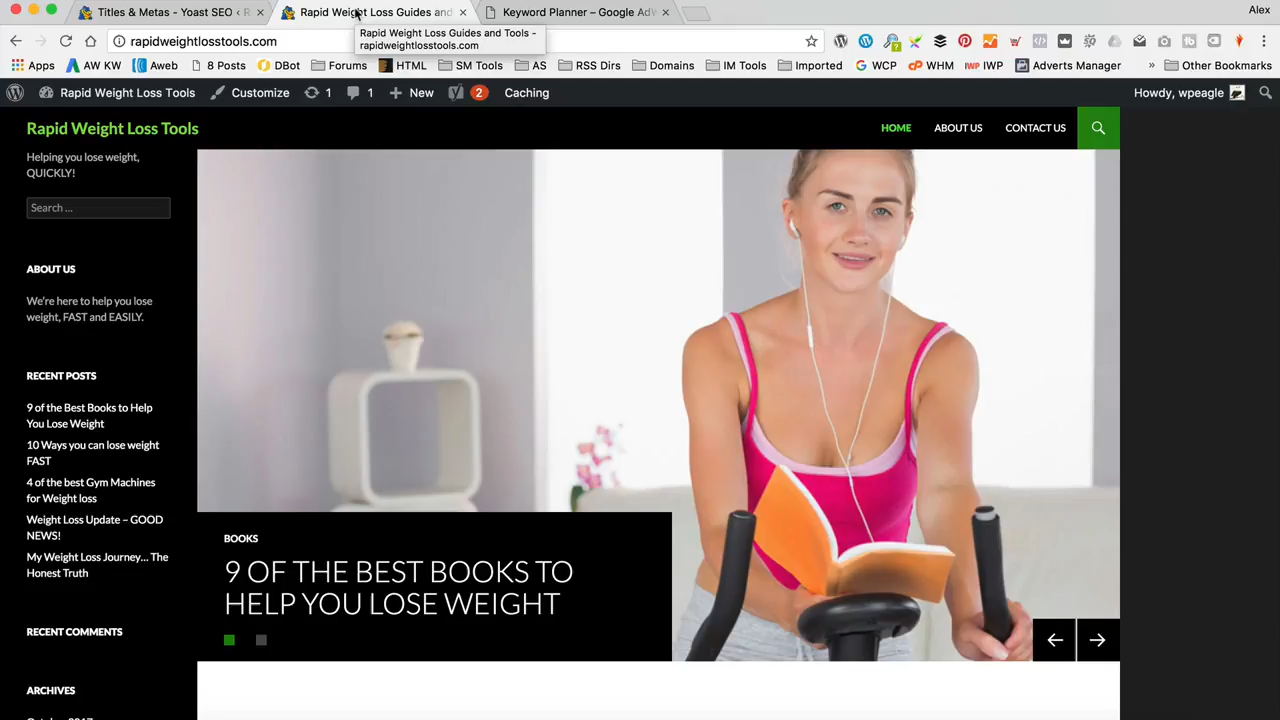 Titles & Metas - Yoast SEO ‹ R
Rapid Weight Loss Guides and
Keyword Planner – Google AdW
Alex
rapidweightlosstools.com
Rapid Weight Loss Guides and Tools -
rapidweightlosstools.com
Apps
AW KW
Aweb
8 Posts
DBot
Forums
HTML
SM Tools
AS
RSS Dirs
Domains
IM Tools
Imported
WCP
WHM
IWP
Adverts Manager
»
Other Bookmarks
Rapid Weight Loss Tools
Customize
1
1
New
2
Caching
Howdy, wpeagle
Rapid Weight Loss Tools
HOME
ABOUT US
CONTACT US
Helping you lose weight,
QUICKLY!
Search ...
ABOUT US
We're here to help you lose
weight, FAST and EASILY.
RECENT POSTS
9 of the Best Books to Help
You Lose Weight
10 Ways you can lose weight
FAST
4 of the best Gym Machines
for Weight loss
Weight Loss Update – GOOD
NEWS!
My Weight Loss Journey... The
Honest Truth
RECENT COMMENTS
ARCHIVES
October 2017
BOOKS
9 OF THE BEST BOOKS TO
HELP YOU LOSE WEIGHT